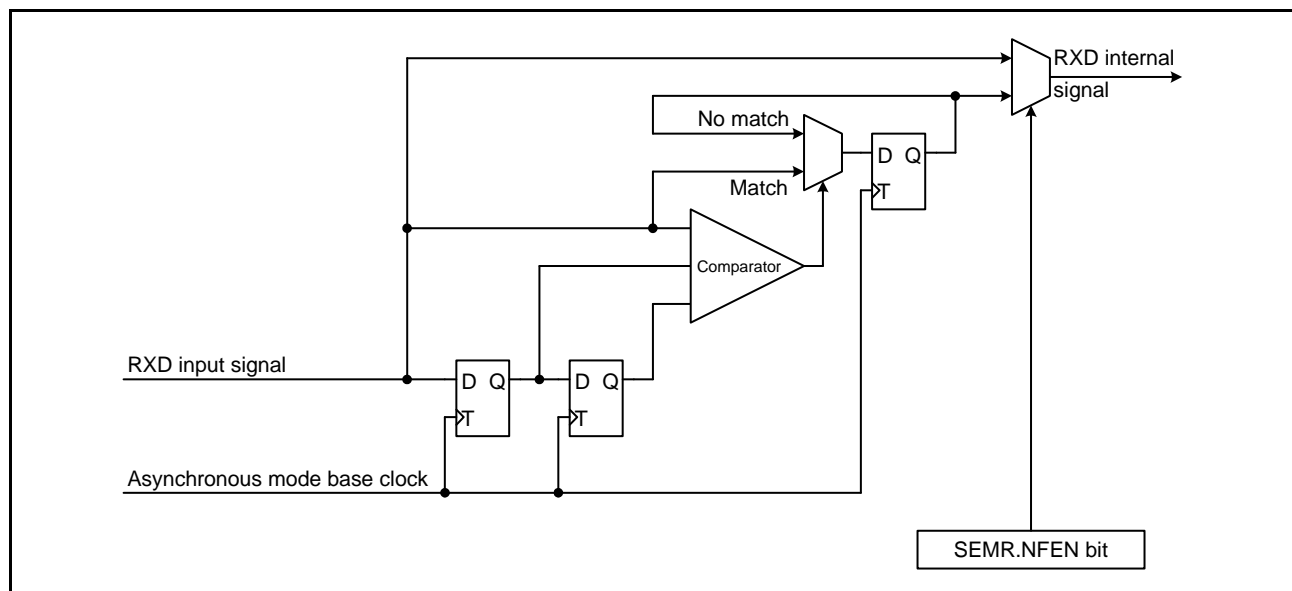 RXD internal
signal
No match
D Q
T
Match
Comparator
RXD input signal
D Q
T
D Q
T
Asynchronous mode base clock
SEMR.NFEN bit